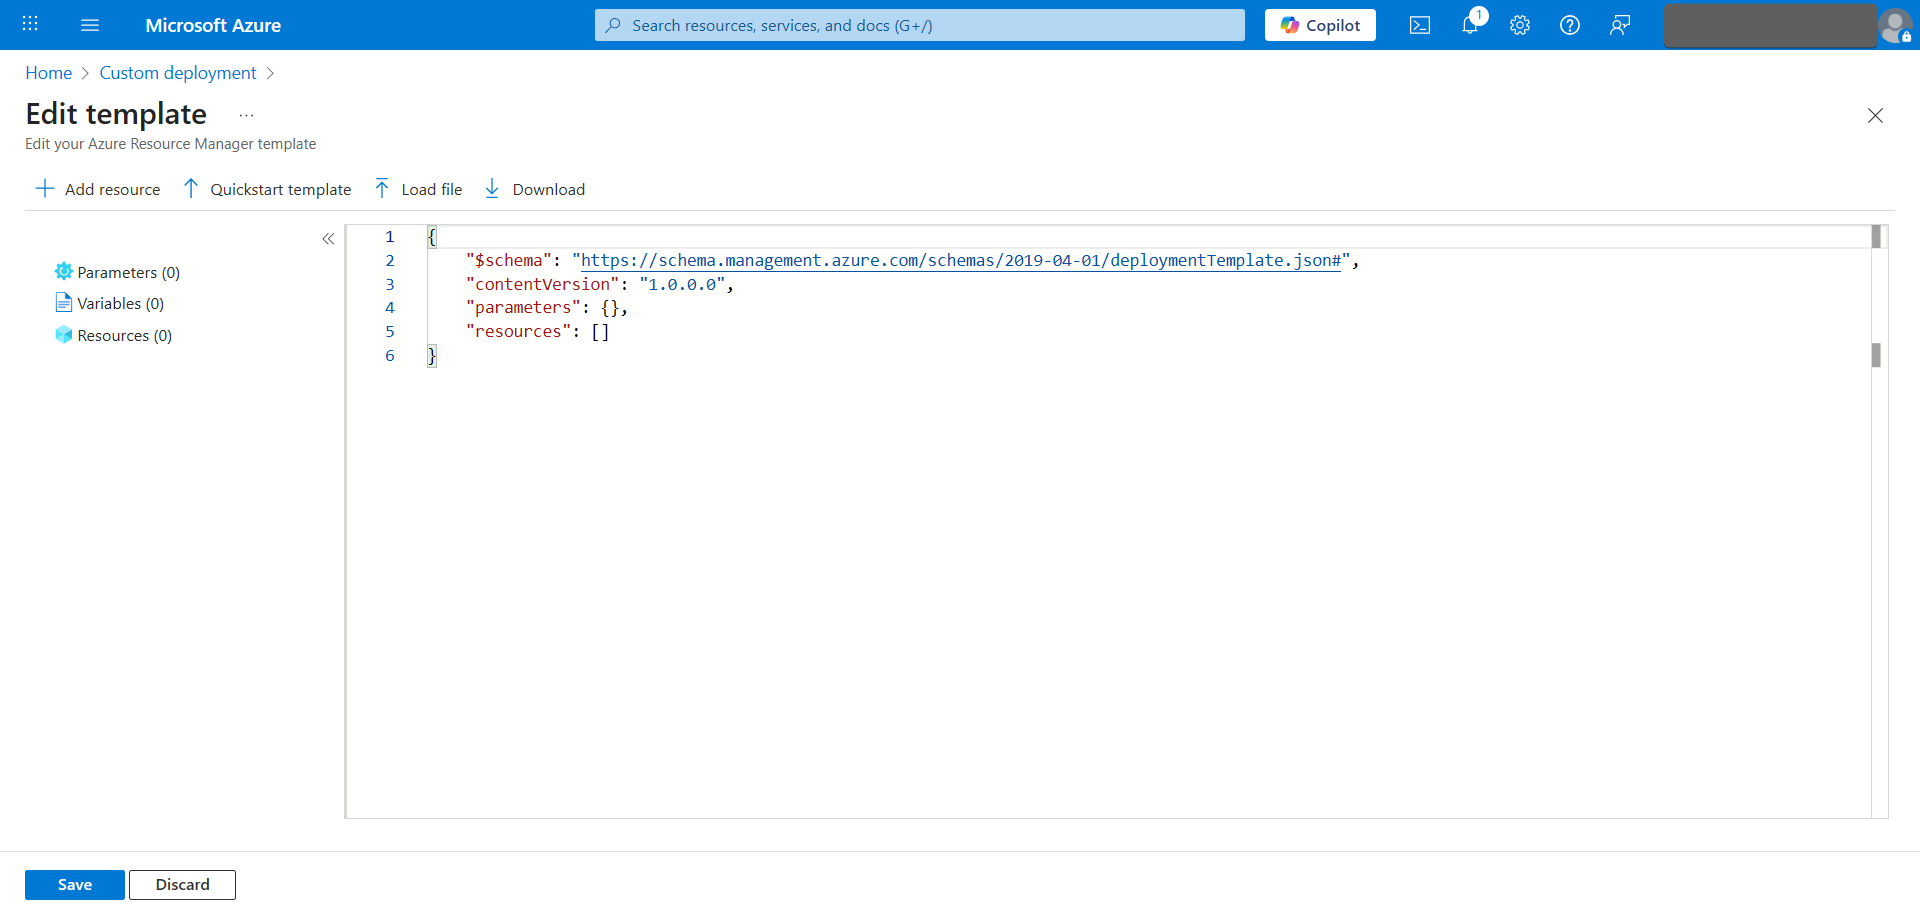 Microsoft Azure
Search resources, services, and docs (G+/)
Copilot
1
Home > Custom deployment >
Edit template ...
Edit your Azure Resource Manager template
Add resource Quickstart template Load file Download
Parameters (0)
Variables (0)
Resources (0)
1 {
2 "$schema": "https://schema.management.azure.com/schemas/2019-04-01/deploymentTemplate.json#",
3 "contentVersion": "1.0.0.0",
4 "parameters": {},
5 "resources": []
6 }
Save Discard